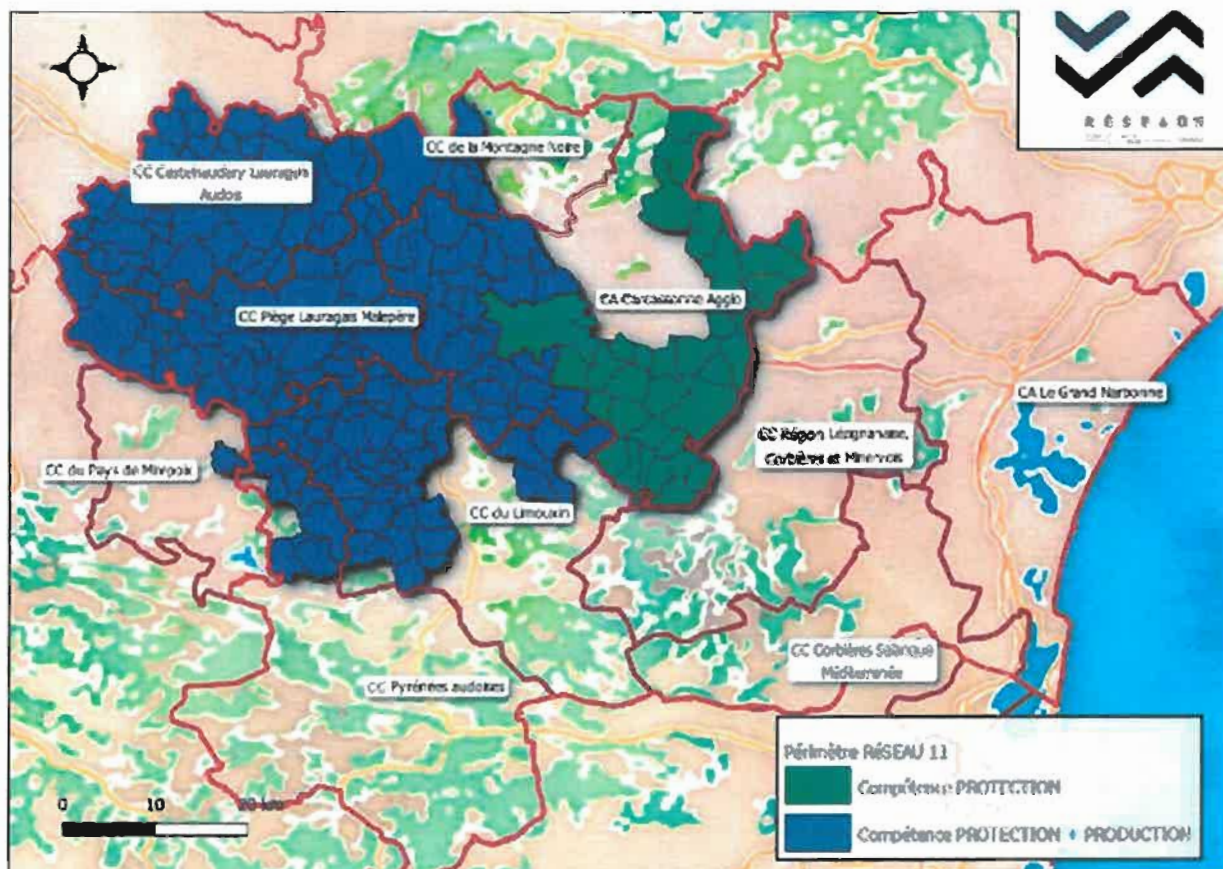 CC de la Montagne Noire
CC Castelnaudary Lauragais
Audois
CA Carcassonne Agglo
CC Piège Lauragais Malepère
CA Le Grand Narbonne
CC Région Lézignanaise,
Corbières et Minervois
CC du Pays de Mirepoix
CC du Limouxin
CC Corbières Salanque
Méditerranée
CC Pyrénées audoises
Périmètre RéSEAU 11
Compétence PROTECTION
Compétence PROTECTION + PRODUCTION
0 10 20 km